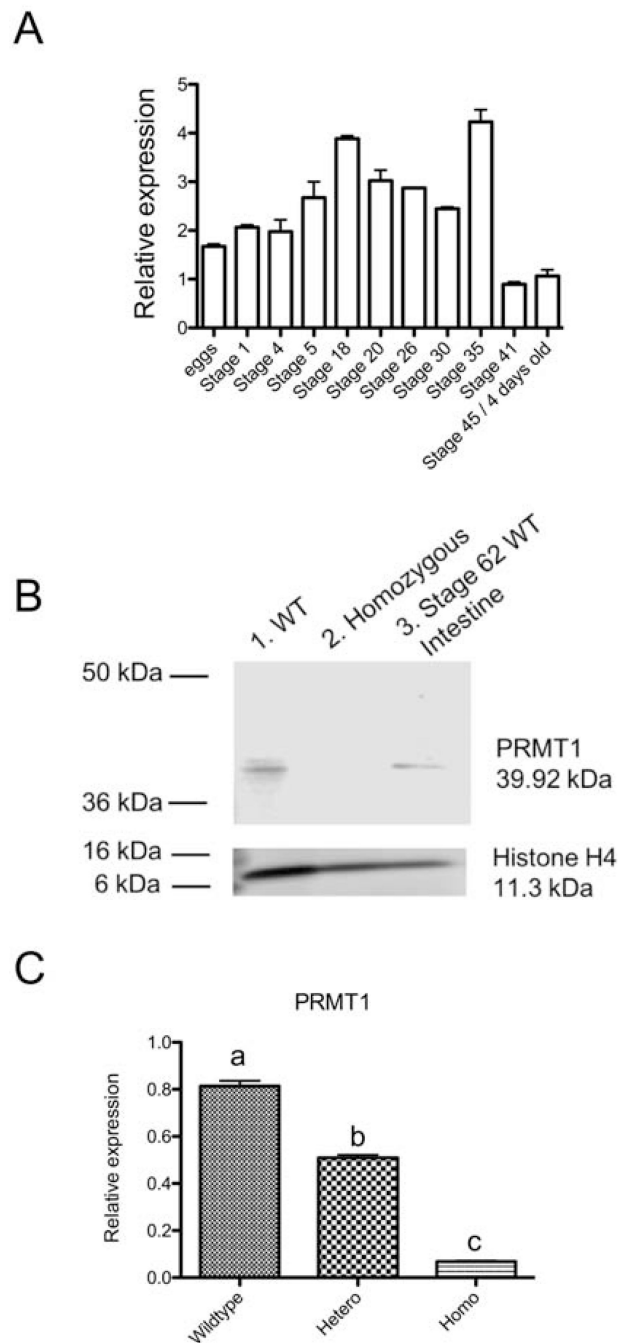 A
Relative expression
5
4
3
2
1
0
eggs
Stage 1
Stage 4
Stage 5
Stage 18
Stage 20
Stage 26
Stage 30
Stage 35
Stage 41
Stage 45 / 4 days old
B
1. WT
2. Homozygous
3. Stage 62 WT
Intestine
50 kDa
36 kDa
PRMT1
39.92 kDa
16 kDa
6 kDa
Histone H4
11.3 kDa
C
PRMT1
Relative expression
1.0
0.8
0.6
0.4
0.2
0.0
a
b
c
Wildtype
Hetero
Homo